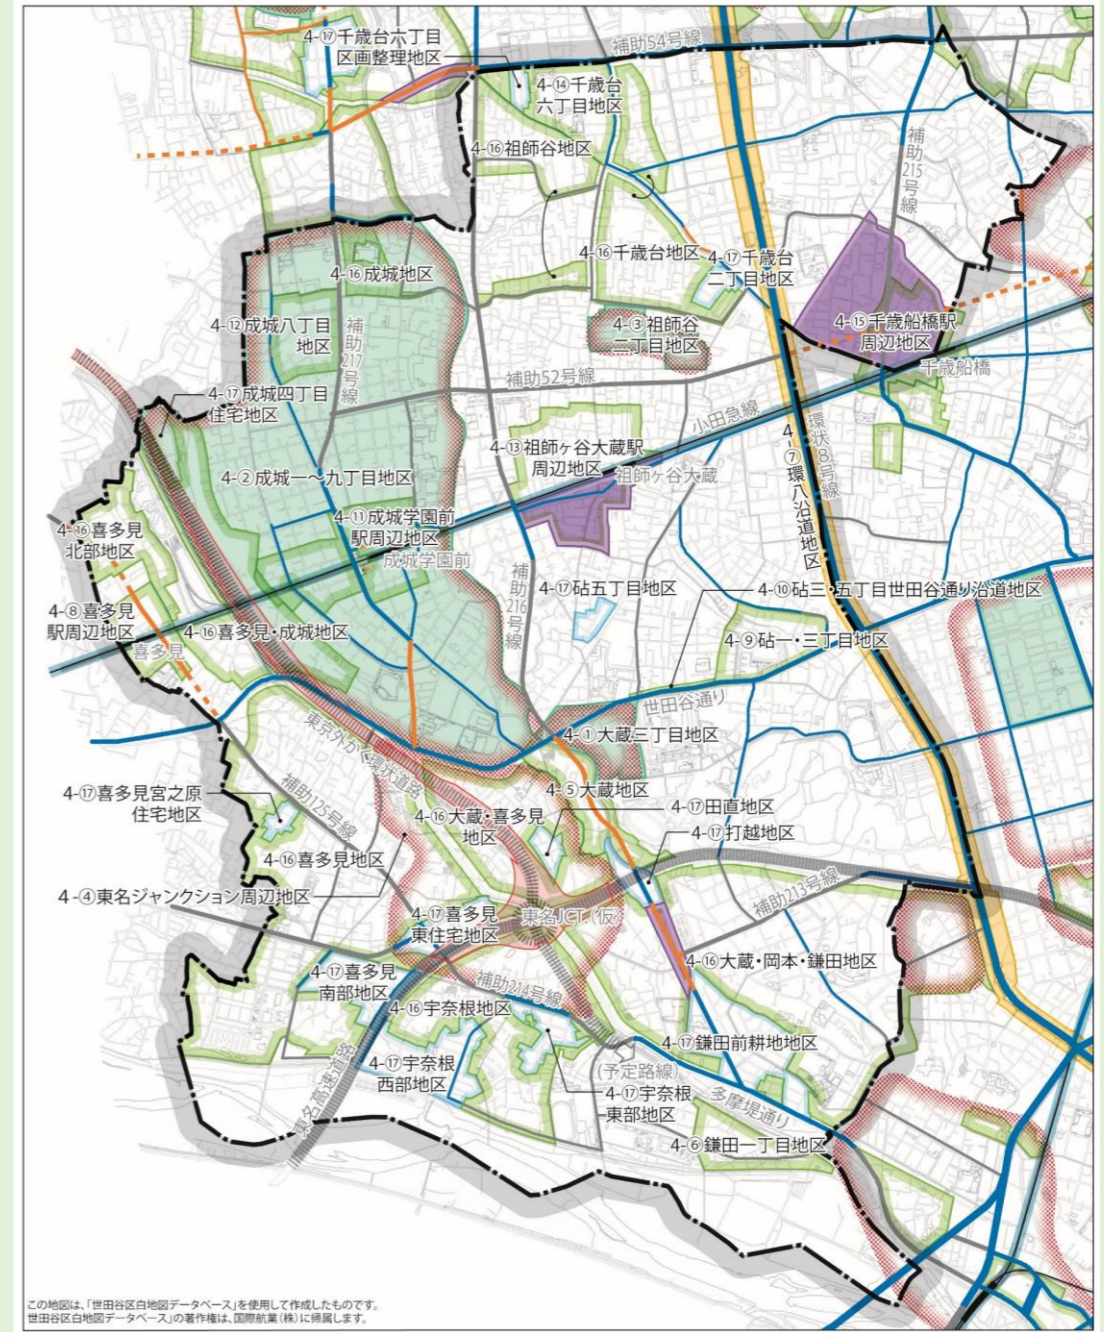 4-⑰千歳台六丁目
区画整理地区
補助54号線
4-⑭千歳台
六丁目地区
4-⑯祖師谷地区
補助215号線
4-⑯千歳台地区
4-⑰千歳台
二丁目地区
4-⑯成城地区
4-⑫成城八丁目
地区
補助217号線
4-③祖師谷
二丁目地区
4-⑮千歳船橋駅
周辺地区
千歳船橋
4-⑰成城四丁目
住宅地区
補助52号線
小田急線
環状8号線
4-⑦環八沿道地区
4-⑬祖師ヶ谷大蔵駅
周辺地区
祖師ヶ谷大蔵
4-②成城一～九丁目地区
4-⑪成城学園前
駅周辺地区
成城学園前
4-⑯喜多見
北部地区
補助216号線
4-⑰砧五丁目地区
4-⑩砧三・五丁目世田谷通り沿道地区
4-⑧喜多見
駅周辺地区
喜多見
4-⑯喜多見・成城地区
4-⑨砧一・三丁目地区
世田谷通り
東京外かく環状道路
4-①大蔵三丁目地区
4-⑤大蔵地区
4-⑰喜多見宮之原
住宅地区
補助125号線
4-⑯大蔵・喜多見
地区
4-⑰田直地区
4-⑰打越地区
4-⑯喜多見地区
4-④東名ジャンクション周辺地区
補助213号線
4-⑰喜多見
東住宅地区
東名JCT(仮)
4-⑯大蔵・岡本・鎌田地区
4-⑰喜多見
南部地区
補助214号線
4-⑯宇奈根地区
4-⑰鎌田前耕地地区
(予定路線)
4-⑰宇奈根
西部地区
4-⑰宇奈根
東部地区
多摩堤通り
東名高速道路
4-⑥鎌田一丁目地区
この地図は、「世田谷区白地図データベース」を使用して作成したものです。
世田谷区白地図データベース」の著作権は、国際航業(株)に帰属します。